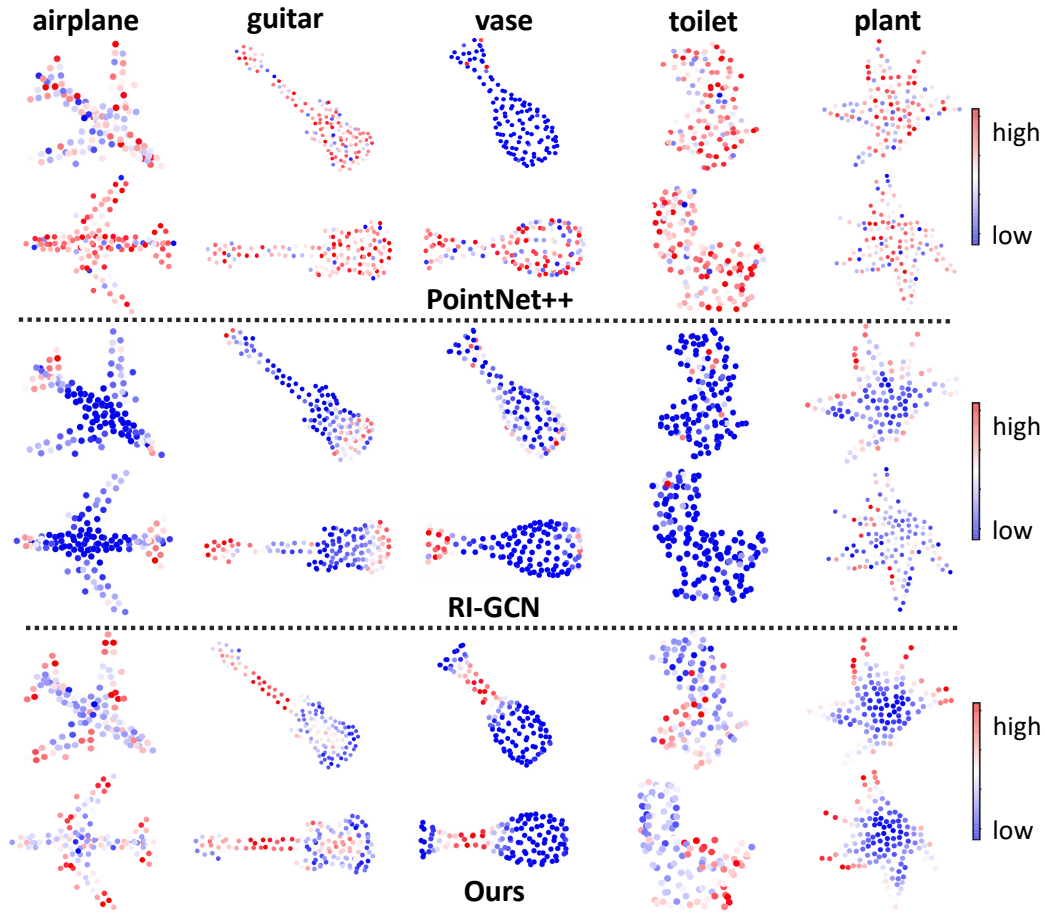 airplane guitar vase toilet plant
high
low
PointNet++
high
low
RI-GCN
high
low
Ours